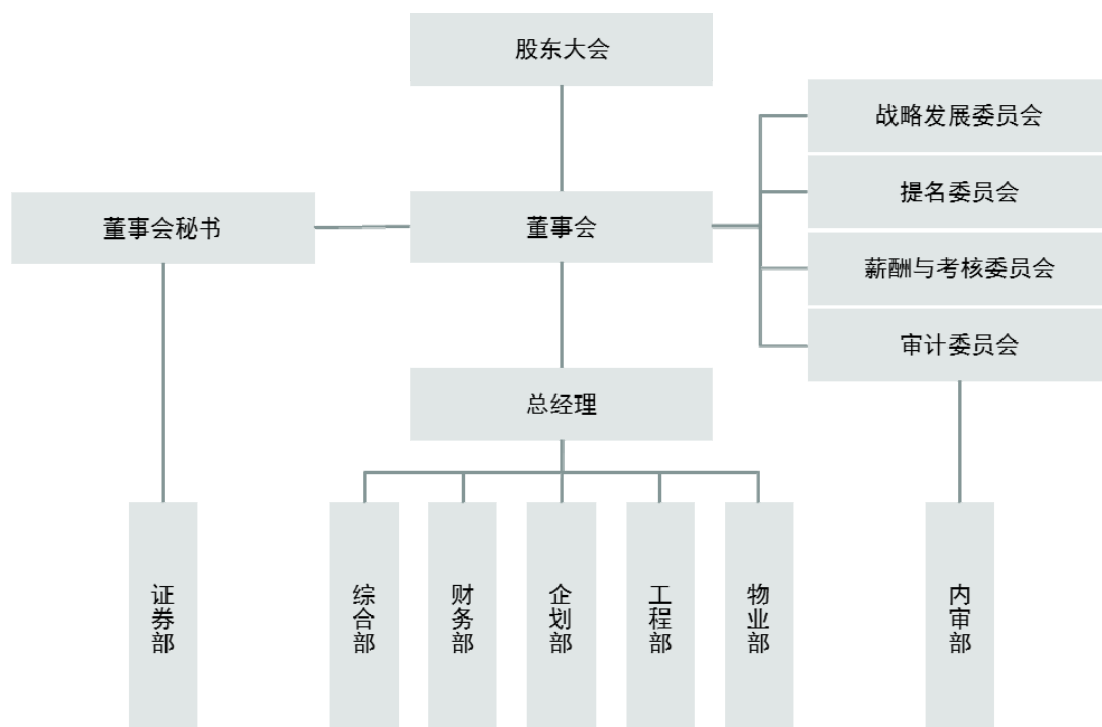 股东大会
战略发展委员会
提名委员会
董事会秘书
董事会
薪酬与考核委员会
审计委员会
总经理
证券部
综合部
财务部
企划部
工程部
物业部
内审部